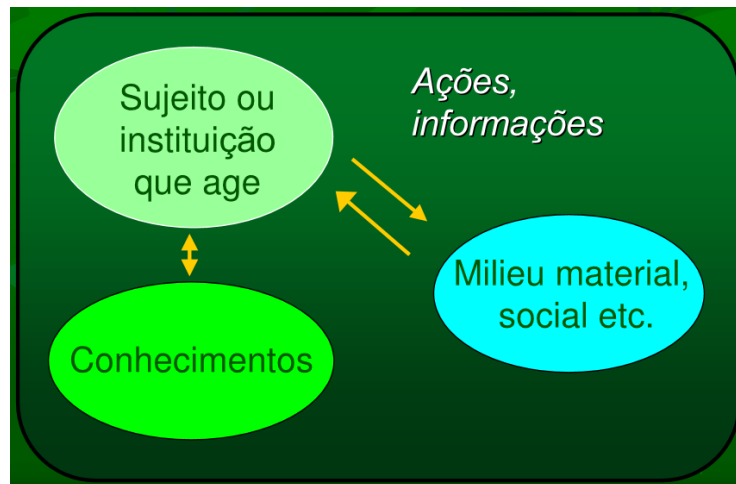 Sujeito ou
instituição
que age
Ações,
informações
Milieu material,
social etc.
Conhecimentos